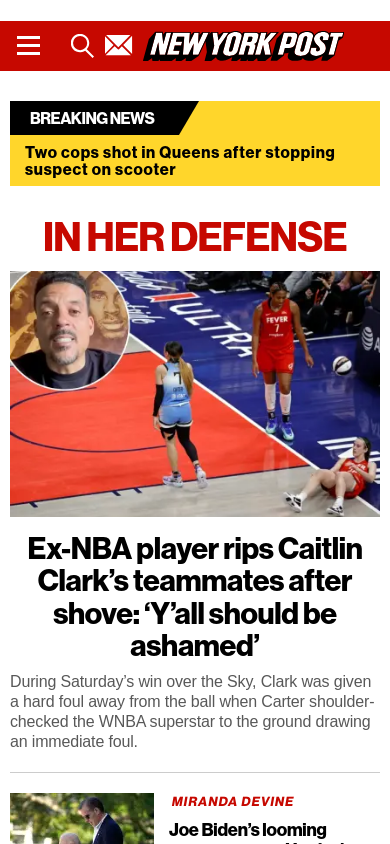 NEW YORK POST
BREAKING NEWS
Two cops shot in Queens after stopping
suspect on scooter
IN HER DEFENSE
ULTRA
FEVER
7
7
AT&T
Ex-NBA player rips Caitlin
Clark’s teammates after
shove: ‘Y’all should be
ashamed’
During Saturday’s win over the Sky, Clark was given
a hard foul away from the ball when Carter shoulder-
checked the WNBA superstar to the ground drawing
an immediate foul.
MIRANDA DEVINE
Joe Biden’s looming